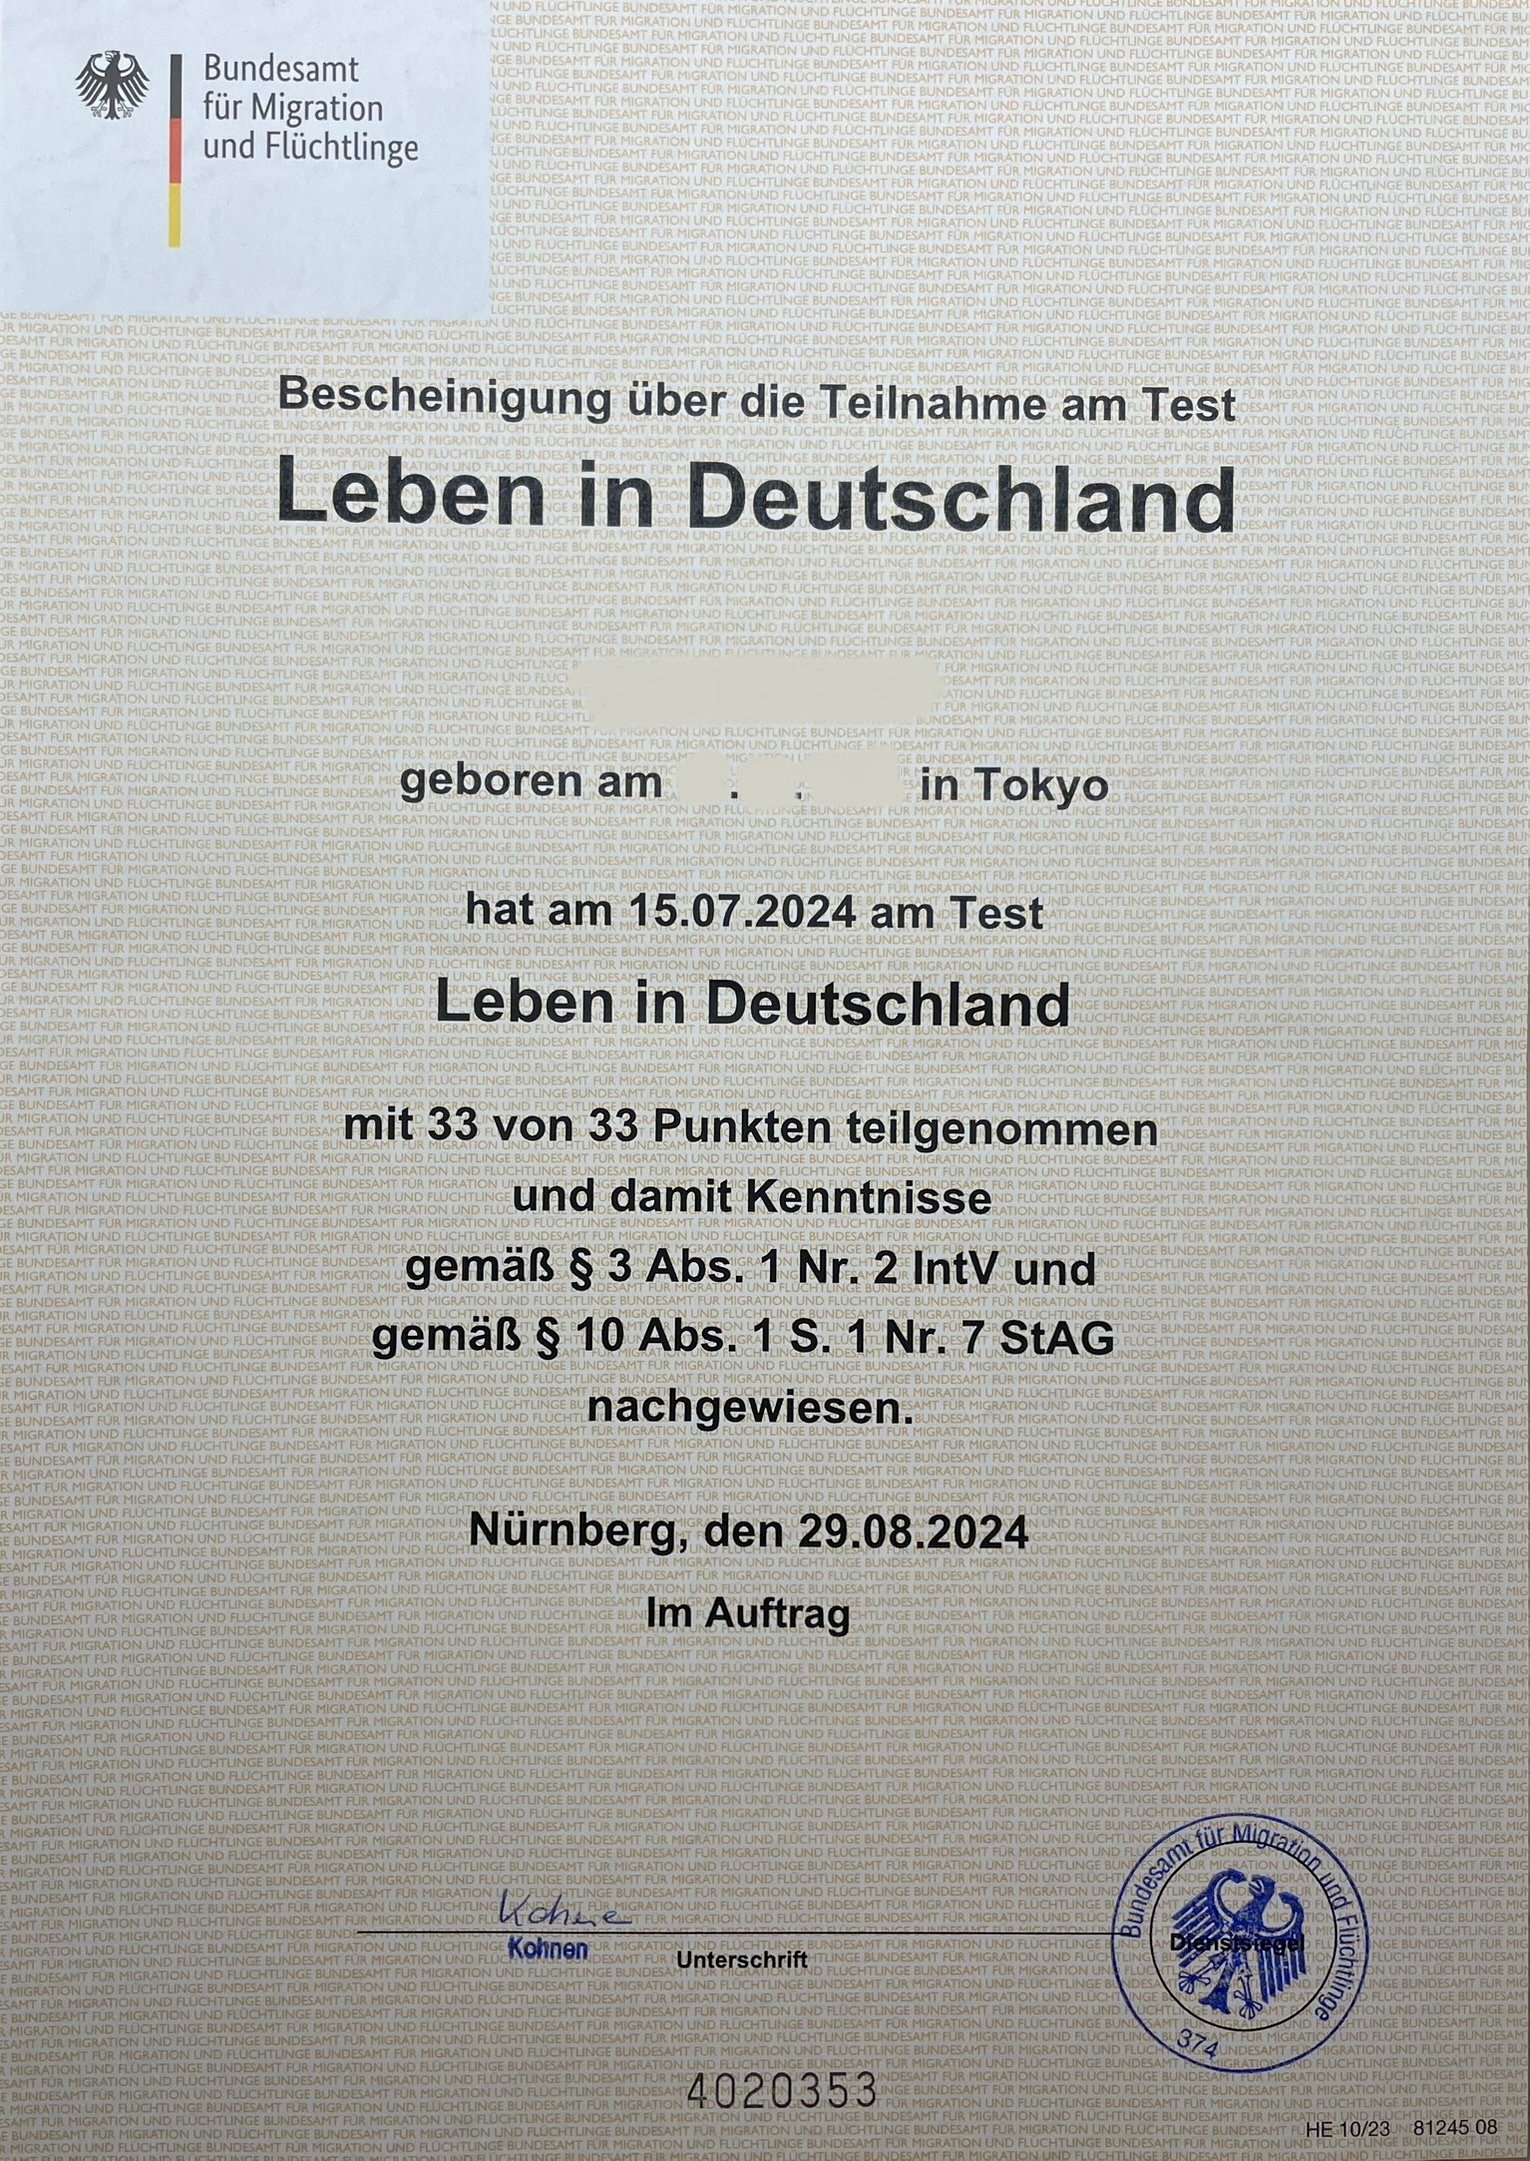 Bundesamt
für Migration
und Flüchtlinge
Bescheinigung über die Teilnahme am Test
Leben in Deutschland
geboren am . . in Tokyo
hat am 15.07.2024 am Test
Leben in Deutschland
mit 33 von 33 Punkten teilgenommen
und damit Kenntnisse
gemäß § 3 Abs. 1 Nr. 2 IntV und
gemäß § 10 Abs. 1 S. 1 Nr. 7 StAG
nachgewiesen.
Nürnberg, den 29.08.2024
Im Auftrag
Kohnen
Unterschrift
Bundesamt für Migration und Flüchtlinge
Dienstsiegel
374
4020353
HE 10/23 81245 08